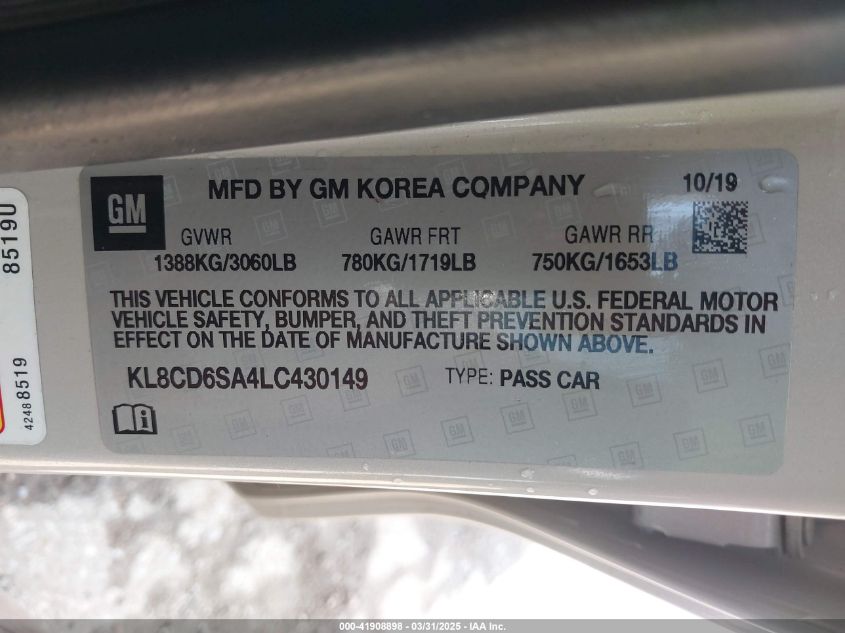 GM
MFD BY GM KOREA COMPANY 10/19
GVWR GAWR FRT GAWR RR
1388KG/3060LB 780KG/1719LB 750KG/1653LB
THIS VEHICLE CONFORMS TO ALL APPLICABLE U.S. FEDERAL MOTOR
VEHICLE SAFETY, BUMPER, AND THEFT PREVENTION STANDARDS IN
EFFECT ON THE DATE OF MANUFACTURE SHOWN ABOVE.
KL8CD6SA4LC430149 TYPE: PASS CAR
8519U
42488519
000-41908898 - 03/31/2025 - IAA Inc.